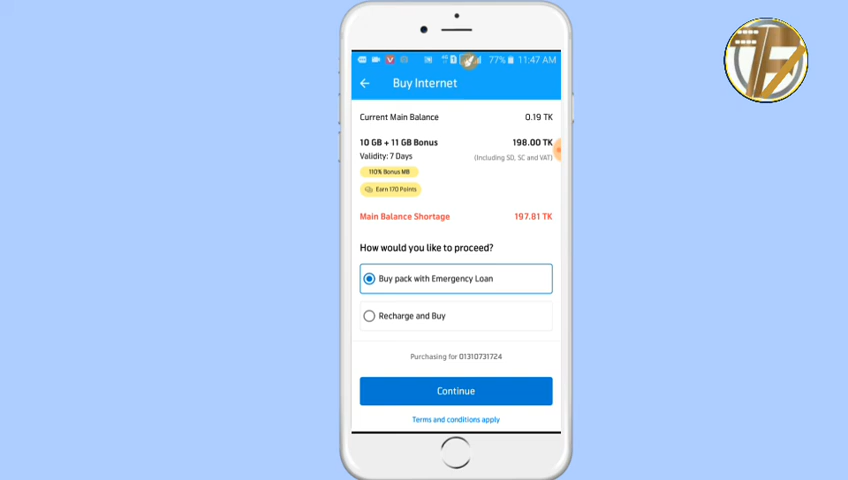 77% 11:47 AM
Buy Internet
Current Main Balance 0.19 TK
10 GB + 11 GB Bonus 198.00 TK
Validity: 7 Days (Including SD, SC and VAT)
110% Bonus MB
Earn 170 Points
Main Balance Shortage 197.81 TK
How would you like to proceed?
Buy pack with Emergency Loan
Recharge and Buy
Purchasing for 01310731724
Continue
Terms and conditions apply